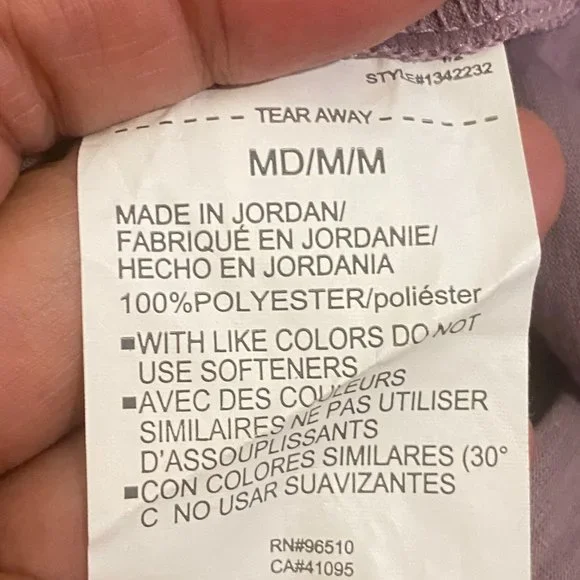 STYLE#1342232
TEAR AWAY
MD/M/M
MADE IN JORDAN/
FABRIQUÉ EN JORDANIE/
HECHO EN JORDANIA
100%POLYESTER/poliéster
WITH LIKE COLORS DO NOT
USE SOFTENERS
AVEC DES COULEURS
SIMILAIRES NE PAS UTILISER
D'ASSOUPLISSANTS
CON COLORES SIMILARES (30°
C NO USAR SUAVIZANTES
RN#96510
CA#41095